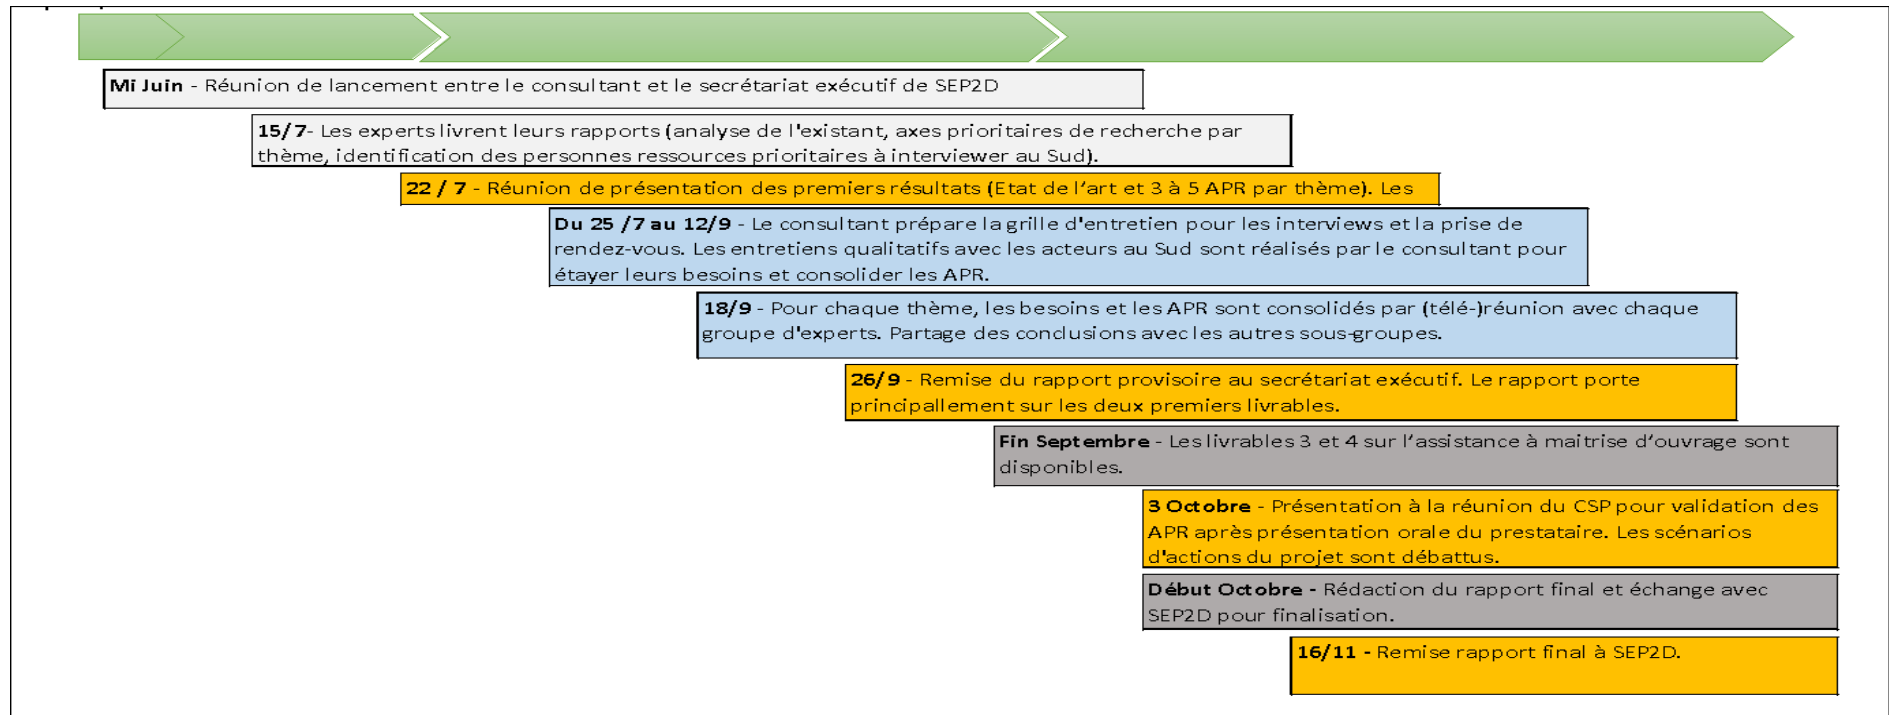 Mi Juin - Réunion de lancement entre le consultant et le secrétariat exécutif de SEP2D
15/7- Les experts livrent leurs rapports (analyse de l'existant, axes prioritaires de recherche par
thème, identification des personnes ressources prioritaires à interviewer au Sud).
22 / 7 - Réunion de présentation des premiers résultats (Etat de l’art et 3 à 5 APR par thème). Les
Du 25 /7 au 12/9 - Le consultant prépare la grille d'entretien pour les interviews et la prise de
rendez-vous. Les entretiens qualitatifs avec les acteurs au Sud sont réalisés par le consultant pour
étayer leurs besoins et consolider les APR.
18/9 - Pour chaque thème, les besoins et les APR sont consolidés par (télé-)réunion avec chaque
groupe d'experts. Partage des conclusions avec les autres sous-groupes.
26/9 - Remise du rapport provisoire au secrétariat exécutif. Le rapport porte
principallement sur les deux premiers livrables.
Fin Septembre - Les livrables 3 et 4 sur l’assistance à maitrise d’ouvrage sont
disponibles.
3 Octobre - Présentation à la réunion du CSP pour validation des
APR après présentation orale du prestataire. Les scénarios
d'actions du projet sont débattus.
Début Octobre - Rédaction du rapport final et échange avec
SEP2D pour finalisation.
16/11 - Remise rapport final à SEP2D.